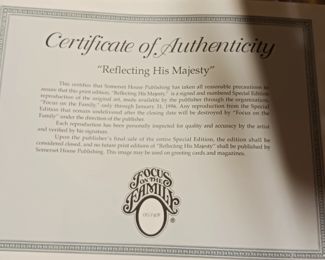 Certificate of Authenticity
"Reflecting His Majesty"
This certifies that Somerset House Publishing has taken all reasonable precautions to
assure that this print edition, "Reflecting His Majesty" is a signed and numbered Special Edition
reproduction of the original art, made available by the publisher through the organization,
"Focus on the Family," only through January 31, 1996. Any reproduction from the Special
Edition that remain undistributed after the closing date will be destroyed by "Focus on the
Family" under the direction of the publisher.
Each reproduction has been personally inspected for quality and accuracy by the artist
and verified by his signature.
Upon the publisher's final sale of the entire Special Edition, the edition shall be
considered closed, and no future print editions of "Reflecting His Majesty" shall be published by
Somerset House Publishing. This image may be used on greeting cards and magazines.
FOCUS
ON THE
FAMILY
®